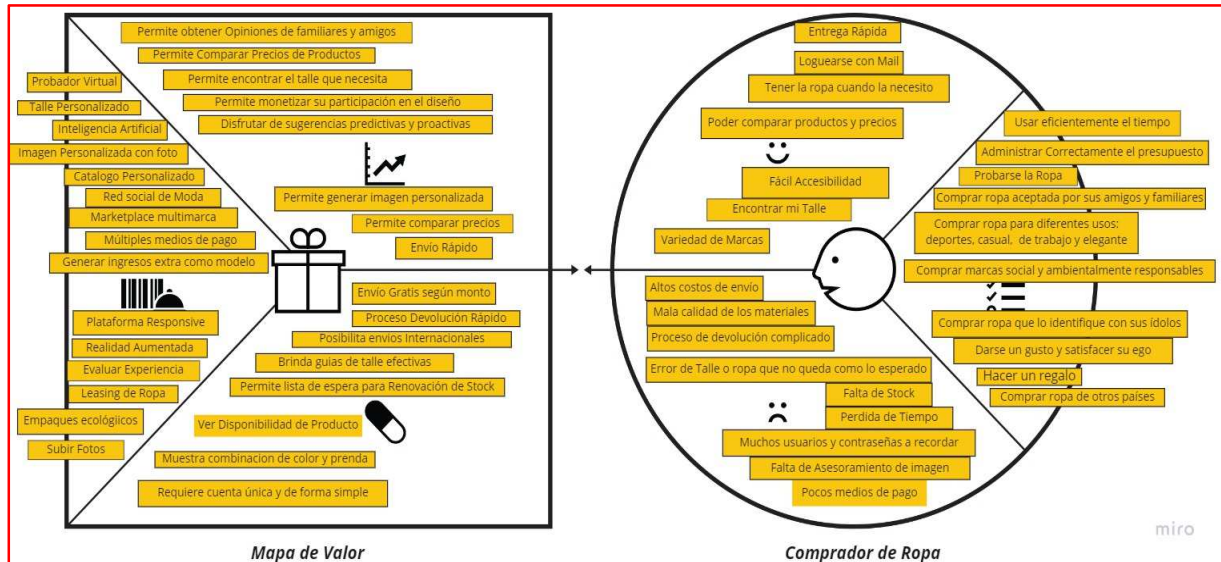 Permite obtener Opiniones de familiares y amigos
Permite Comparar Precios de Productos
Permite encontrar el talle que necesita
Permite monetizar su participación en el diseño
Disfrutar de sugerencias predictivas y proactivas
Permite generar imagen personalizada
Permite comparar precios
Envío Rápido
Probador Virtual
Talle Personalizado
Inteligencia Artificial
Imagen Personalizada con foto
Catalogo Personalizado
Red social de Moda
Marketplace multimarca
Múltiples medios de pago
Generar ingresos extra como modelo
Plataforma Responsive
Realidad Aumentada
Evaluar Experiencia
Leasing de Ropa
Empaques ecológiicos
Subir Fotos
Envío Gratis según monto
Proceso Devolución Rápido
Posibilita envíos Internacionales
Brinda guias de talle efectivas
Permite lista de espera para Renovación de Stock
Ver Disponibilidad de Producto
Muestra combinacion de color y prenda
Requiere cuenta única y de forma simple
Mapa de Valor
Entrega Rápida
Loguearse con Mail
Tener la ropa cuando la necesito
Poder comparar productos y precios
Fácil Accesibilidad
Encontrar mi Talle
Variedad de Marcas
Usar eficientemente el tiempo
Administrar Correctamente el presupuesto
Probarse la Ropa
Comprar ropa aceptada por sus amigos y familiares
Comprar ropa para diferentes usos:
deportes, casual, de trabajo y elegante
Comprar marcas social y ambientalmente responsables
Comprar ropa que lo identifique con sus ídolos
Darse un gusto y satisfacer su ego
Hacer un regalo
Comprar ropa de otros países
Altos costos de envío
Mala calidad de los materiales
Proceso de devolución complicado
Error de Talle o ropa que no queda como lo esperado
Falta de Stock
Perdida de Tiempo
Muchos usuarios y contraseñas a recordar
Falta de Asesoramiento de imagen
Pocos medios de pago
Comprador de Ropa
miro